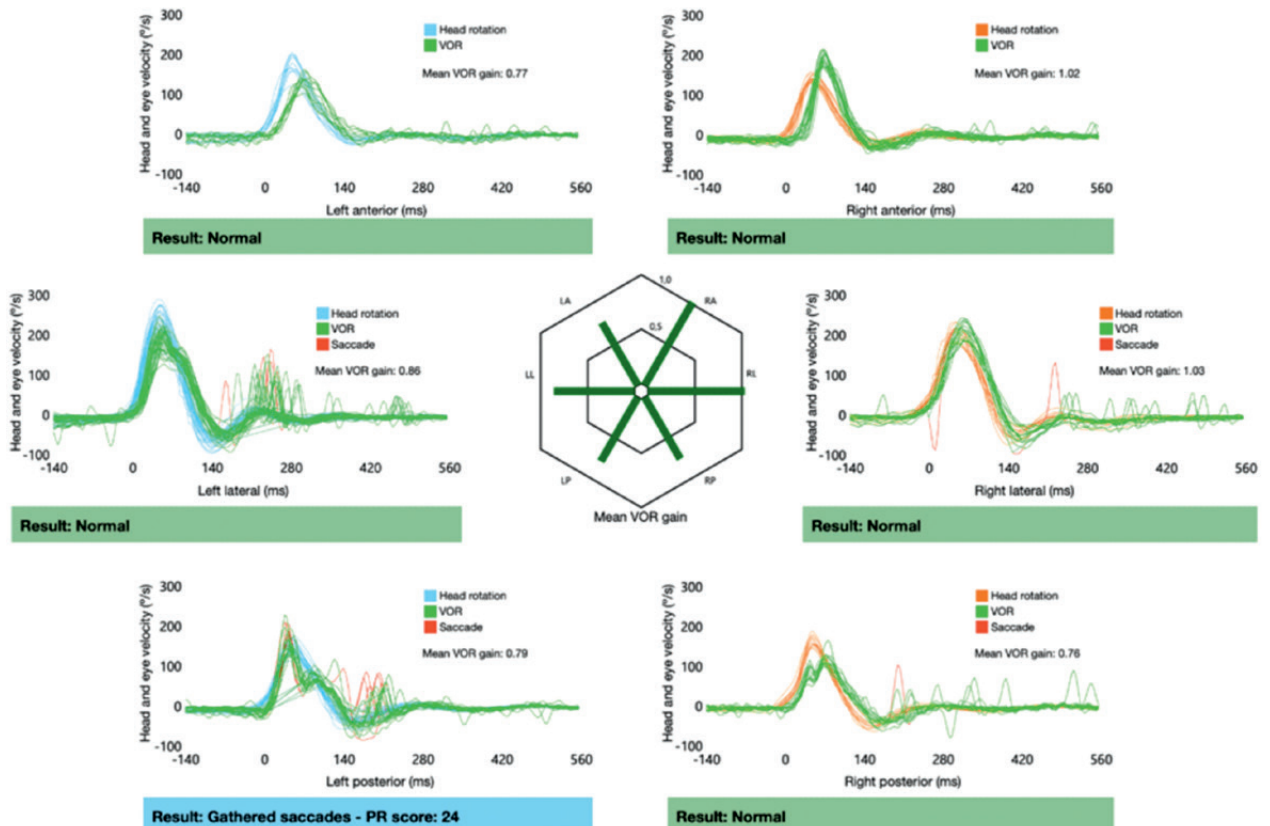 300
200
100
0
-100
Head and eye velocity (°/s)
Head rotation
VOR
Mean VOR gain: 0.77
-140 0 140 280 420 560
Left anterior (ms)
Result: Normal
300
200
100
0
-100
Head and eye velocity (°/s)
Head rotation
VOR
Mean VOR gain: 1.02
-140 0 140 280 420 560
Right anterior (ms)
Result: Normal
300
200
100
0
-100
Head and eye velocity (°/s)
Head rotation
VOR
Saccade
Mean VOR gain: 0.86
-140 0 140 280 420 560
Left lateral (ms)
Result: Normal
1,0
LA RA
0,5
LL RL
LP RP
Mean VOR gain
300
200
100
0
-100
Head and eye velocity (°/s)
Head rotation
VOR
Saccade
Mean VOR gain: 1.03
-140 0 140 280 420 560
Right lateral (ms)
Result: Normal
300
200
100
0
-100
Head and eye velocity (°/s)
Head rotation
VOR
Saccade
Mean VOR gain: 0.79
-140 0 140 280 420 560
Left posterior (ms)
Result: Gathered saccades - PR score: 24
300
200
100
0
-100
Head and eye velocity (°/s)
Head rotation
VOR
Saccade
Mean VOR gain: 0.76
-140 0 140 280 420 560
Right posterior (ms)
Result: Normal